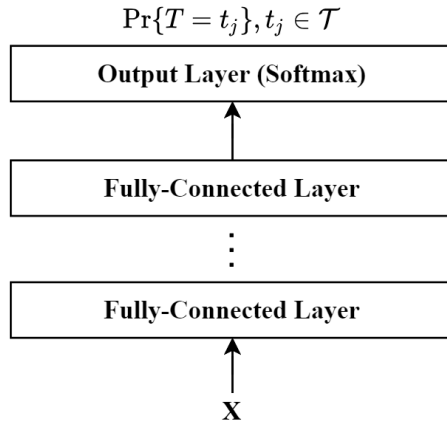 Pr{T = t_j}, t_j ∈ 𝒯
Output Layer (Softmax)
Fully-Connected Layer
⋮
Fully-Connected Layer
X